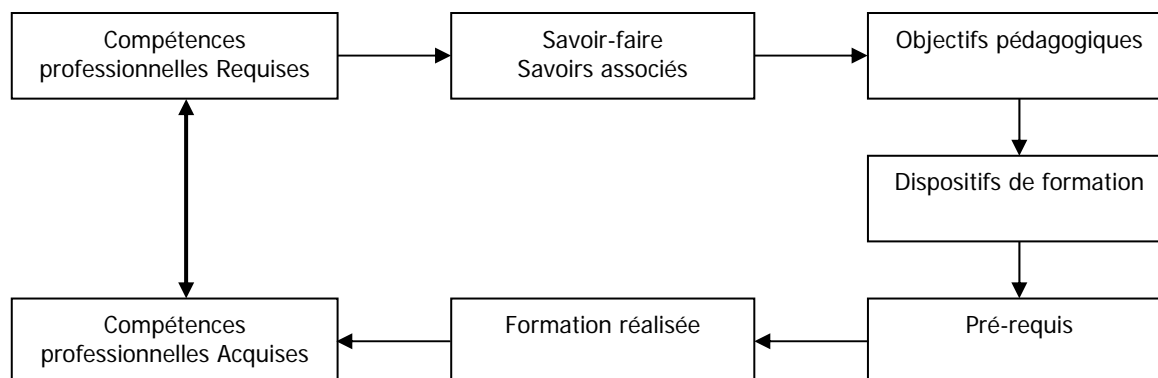 Compétences
professionnelles Requises
Savoir-faire
Savoirs associés
Objectifs pédagogiques
Dispositifs de formation
Compétences
professionnelles Acquises
Formation réalisée
Pré-requis